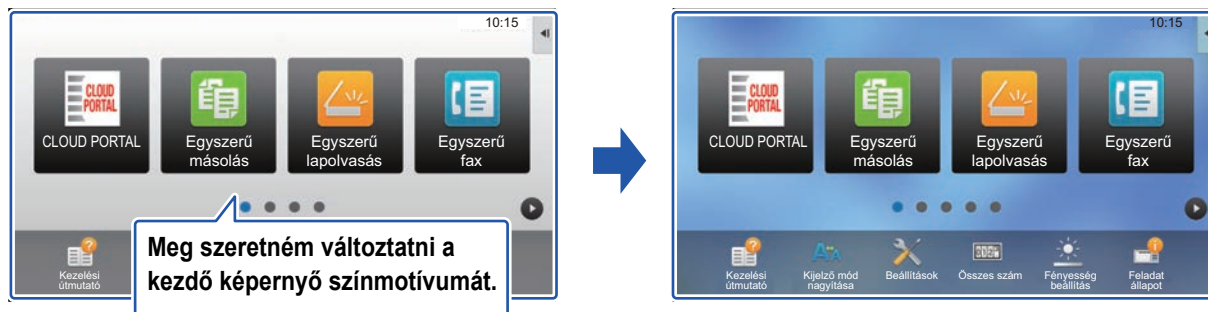 10:15
CLOUD
PORTAL
CLOUD PORTAL
Egyszerű
másolás
Egyszerű
lapolvasás
Egyszerű
fax
Meg szeretném változtatni a
kezdő képernyő színmotívumát.
Kezelési
útmutató
10:15
CLOUD
PORTAL
CLOUD PORTAL
Egyszerű
másolás
Egyszerű
lapolvasás
Egyszerű
fax
Kezelési
útmutató
Kijelző mód
nagyítása
Beállítások
Összes szám
Fényesség
beállítás
Feladat
állapot